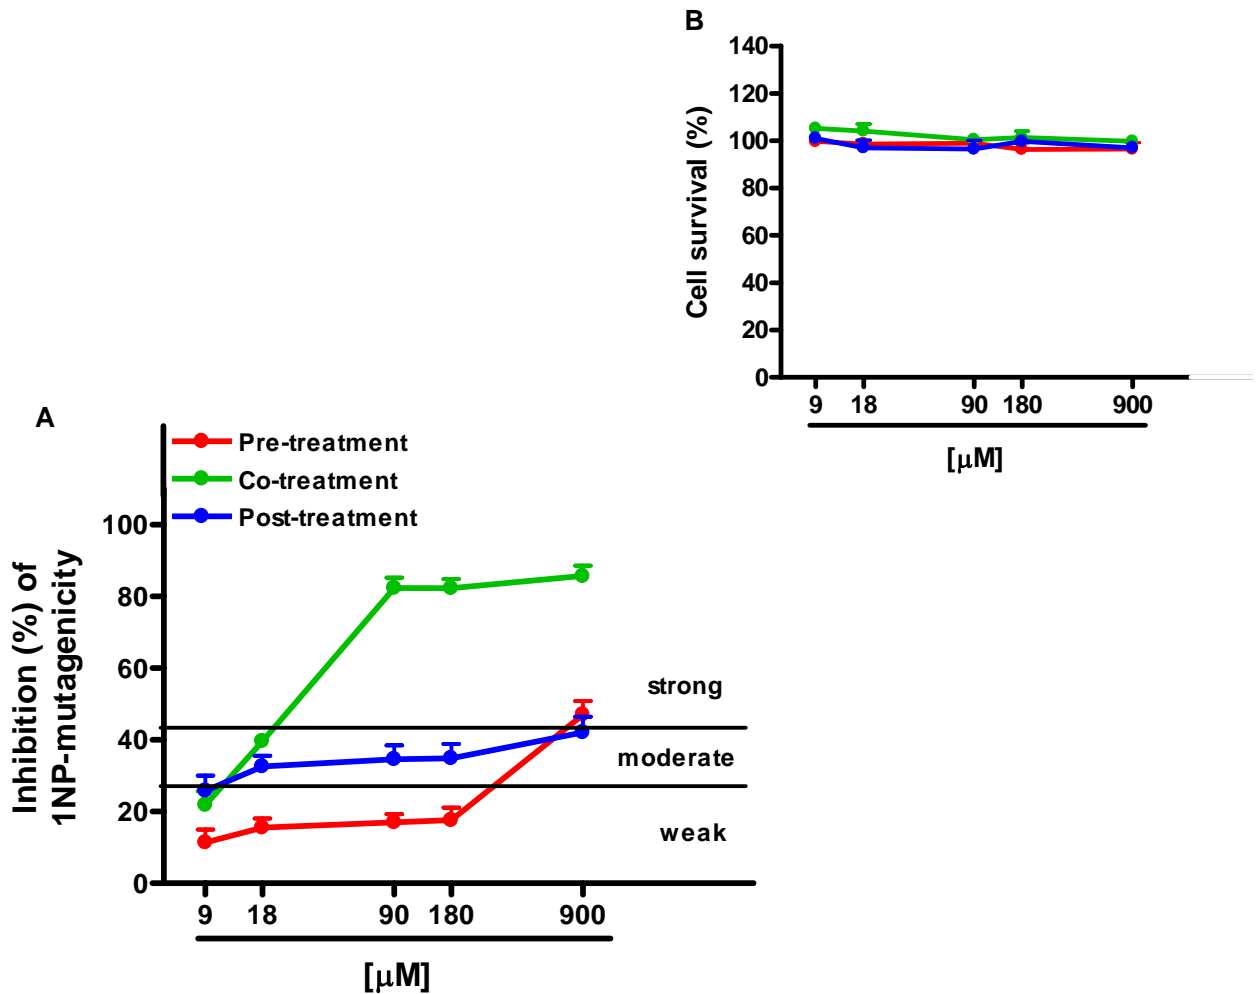 B
140
120
100
80
60
40
20
0
Cell survival (%)
9 18 90 180 900
[μM]
A
Pre-treatment
Co-treatment
Post-treatment
100
80
60
40
20
0
Inhibition (%) of
1NP-mutagenicity
strong
moderate
weak
9 18 90 180 900
[μM]